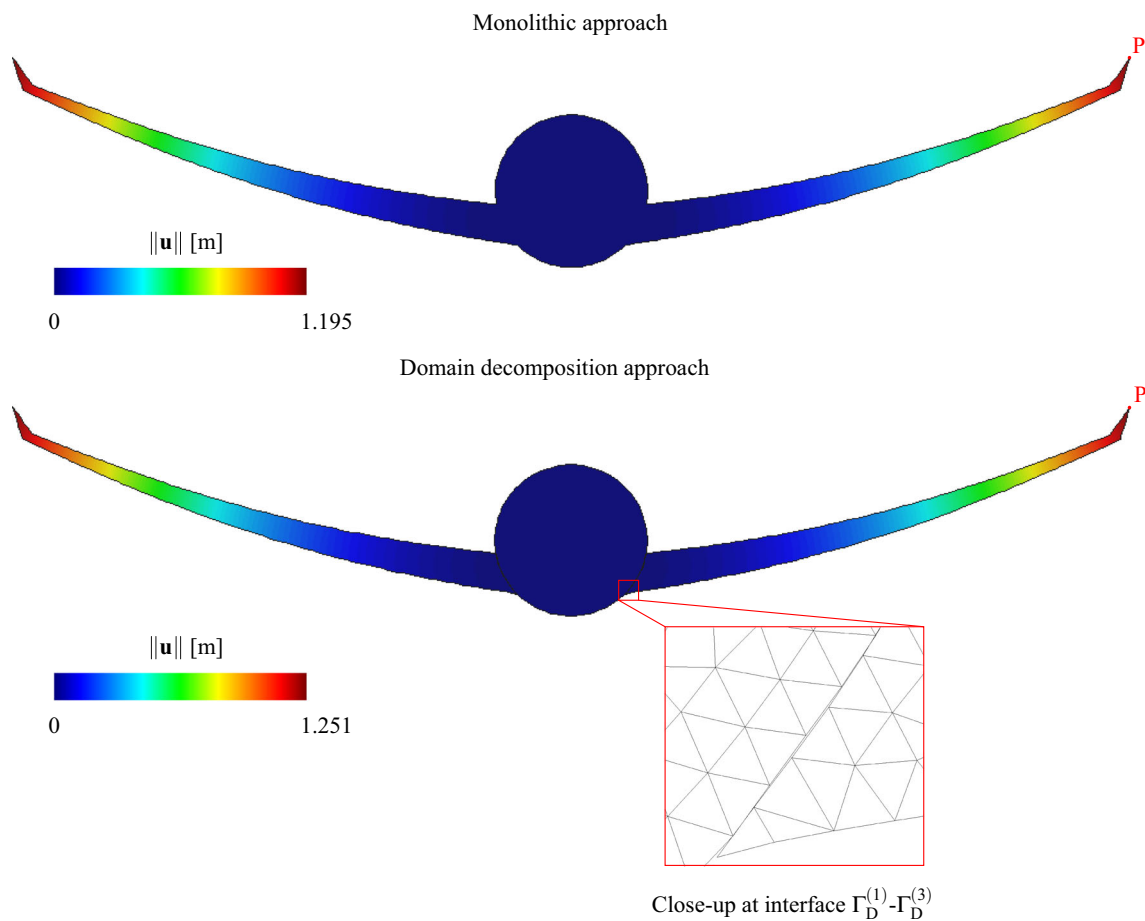 Monolithic approach
P
‖u‖ [m]
0 1.195
Domain decomposition approach
P
‖u‖ [m]
0 1.251
Close-up at interface Γ_D^(1)-Γ_D^(3)